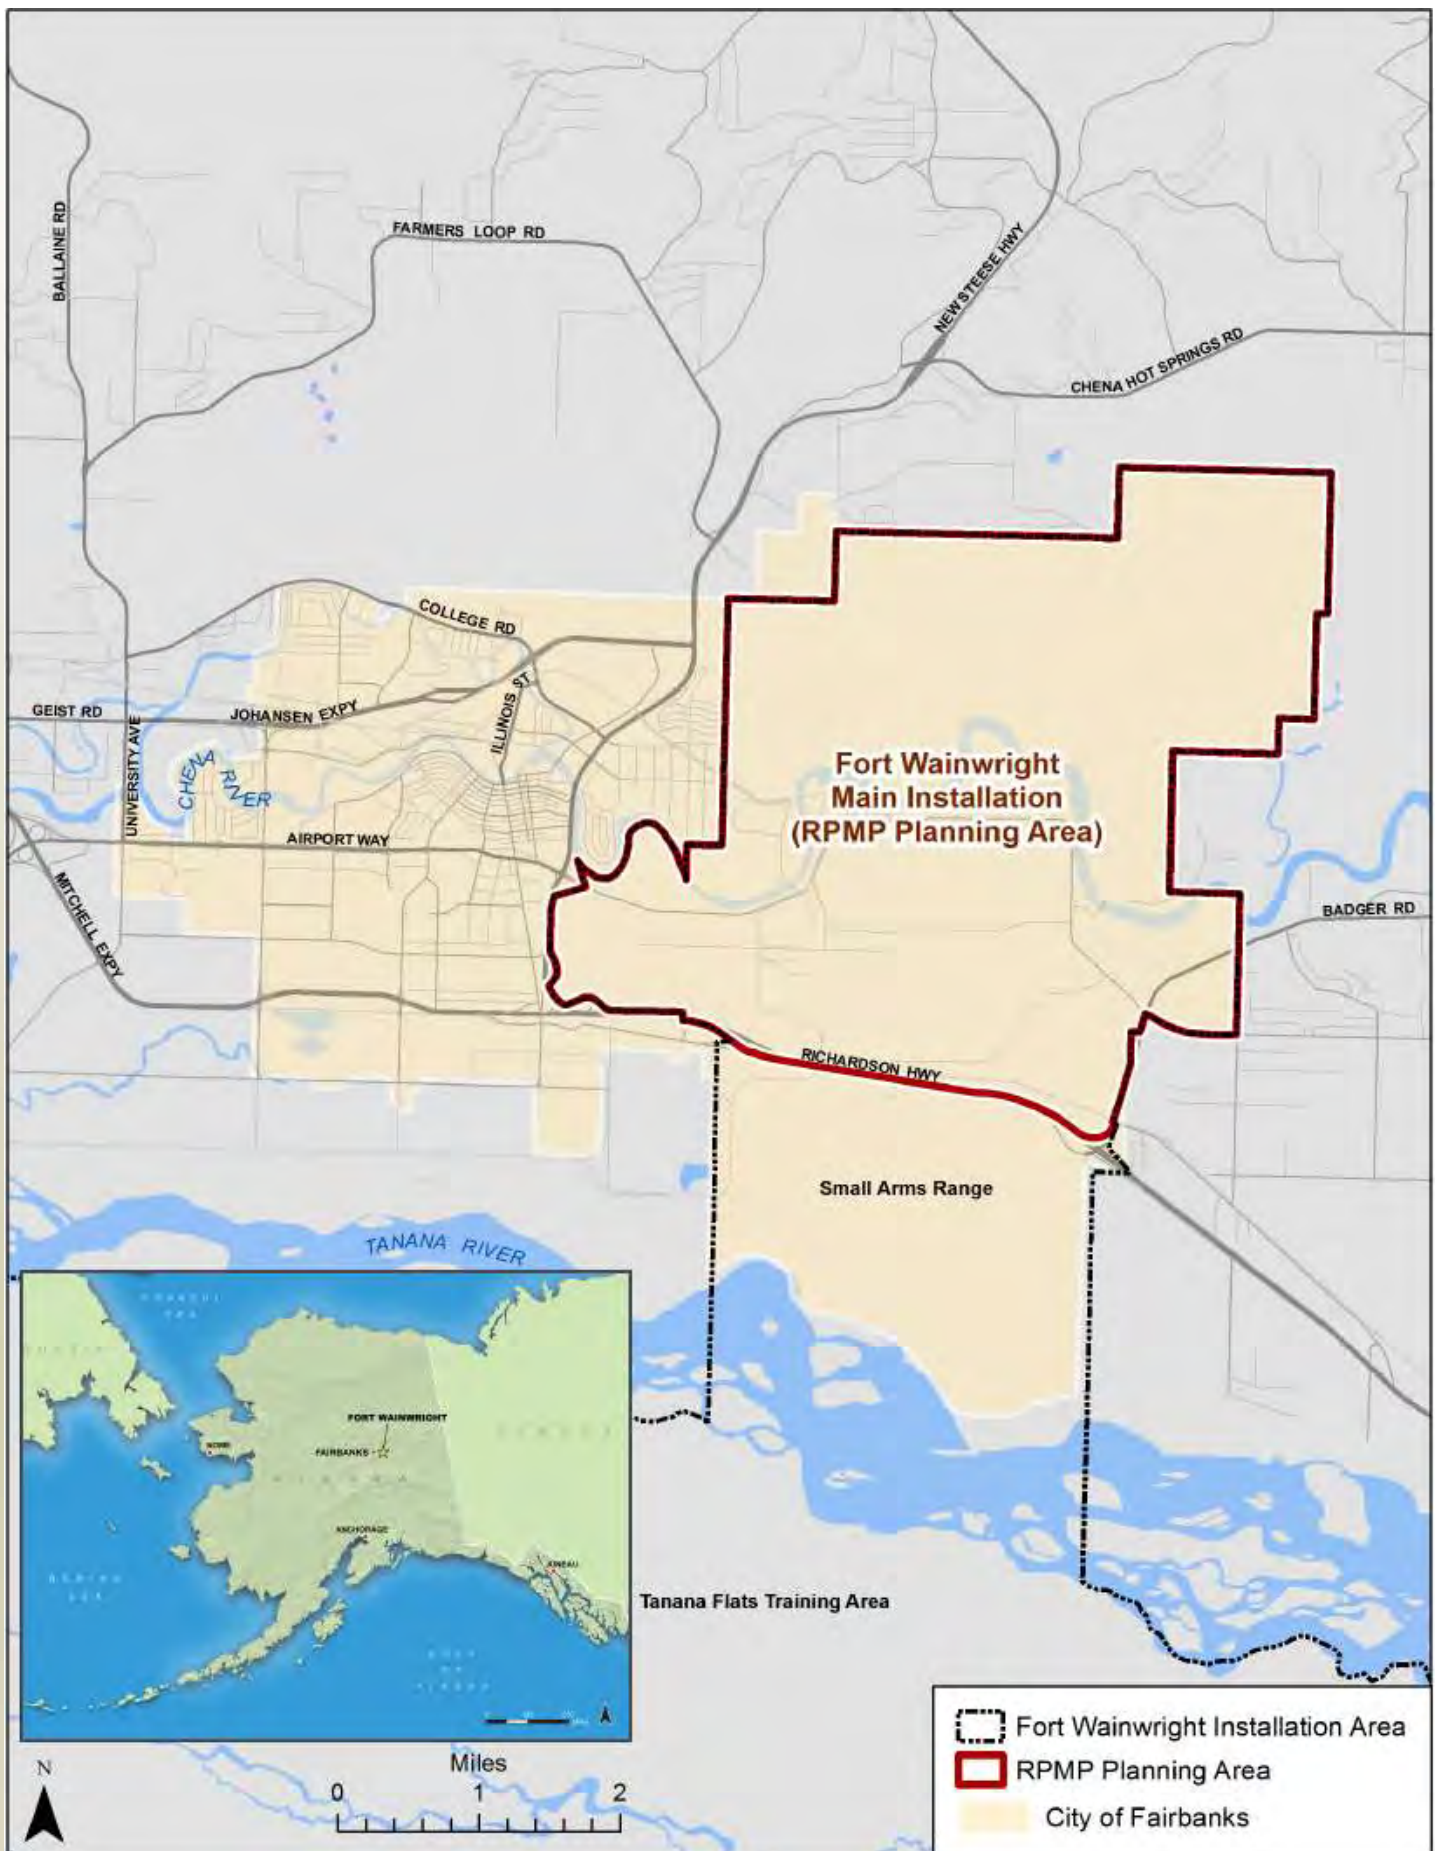 BALLAINE RD
FARMERS LOOP RD
NEW STEESE HWY
CHENA HOT SPRINGS RD
COLLEGE RD
ILLINOIS ST
GEIST RD
JOHANSEN EXPY
UNIVERSITY AVE
CHENA RIVER
AIRPORT WAY
MITCHELL EXPY
Fort Wainwright
Main Installation
(RPMP Planning Area)
BADGER RD
RICHARDSON HWY
Small Arms Range
TANANA RIVER
FORT WAINWRIGHT
FAIRBANKS
NOME
ALASKA
ANCHORAGE
JUNEAU
Tanana Flats Training Area
N
Miles
0 1 2
Fort Wainwright Installation Area
RPMP Planning Area
City of Fairbanks